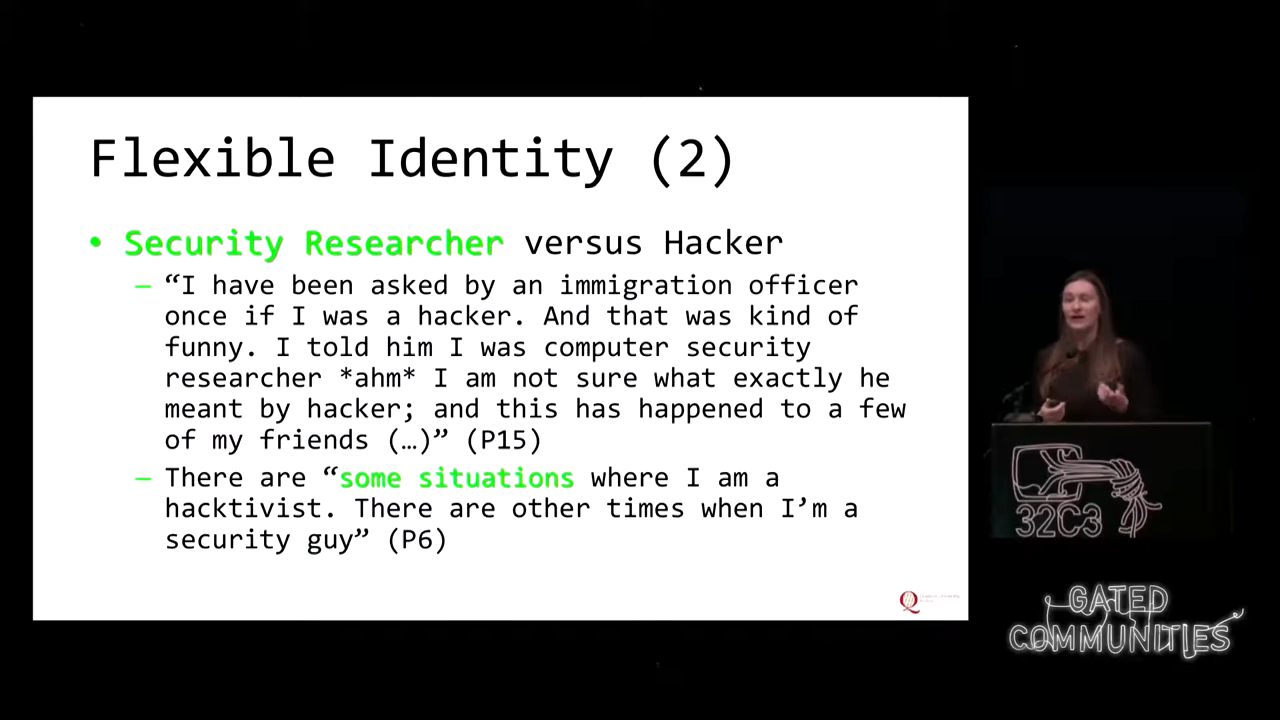 Flexible Identity (2)
• Security Researcher versus Hacker
– “I have been asked by an immigration officer
once if I was a hacker. And that was kind of
funny. I told him I was computer security
researcher *ahm* I am not sure what exactly he
meant by hacker; and this has happened to a few
of my friends (…)” (P15)
– There are “some situations where I am a
hacktivist. There are other times when I’m a
security guy” (P6)
32C3
GATED
COMMUNITIES